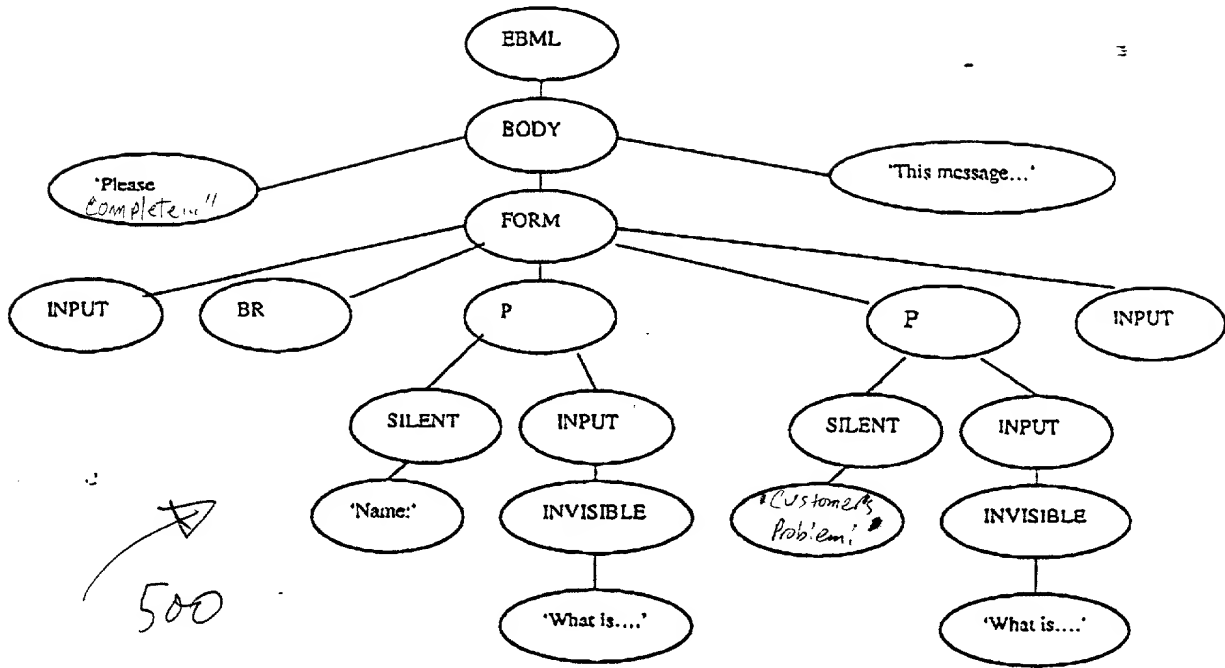 EBML
BODY
'Please
complete..."
'This message...'
FORM
INPUT
BR
P
P
INPUT
SILENT
INPUT
SILENT
INPUT
'Name:'
INVISIBLE
"Customer's
Problem:"
INVISIBLE
500
'What is....'
'What is....'